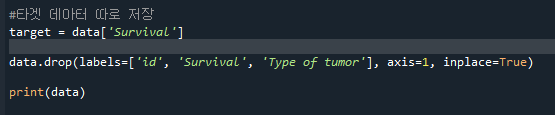 #타겟 데아터 따로 저장
target = data['Survival']
data.drop(labels=['id', 'Survival', 'Type of tumor'], axis=1, inplace=True)
print(data)